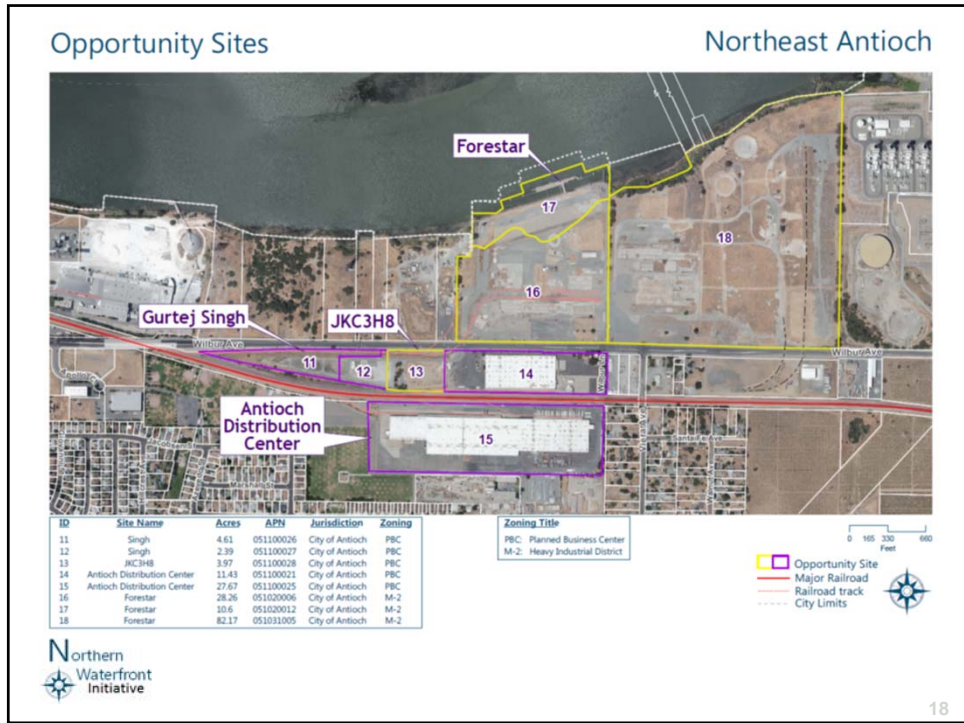 Opportunity Sites
Northeast Antioch
Forestar
17
18
16
Gurtej Singh
JKC3H8
Wilbur Ave
Wilbur Ave
11
12
13
14
Antioch
Distribution
Center
15
Santa Fe Ave
ID Site Name Acres APN Jurisdiction Zoning
11 Singh 4.61 051100026 City of Antioch PBC
12 Singh 2.39 051100027 City of Antioch PBC
13 JKC3H8 3.97 051100028 City of Antioch PBC
14 Antioch Distribution Center 11.43 051100021 City of Antioch PBC
15 Antioch Distribution Center 27.67 051100025 City of Antioch PBC
16 Forestar 28.26 051020006 City of Antioch M-2
17 Forestar 10.6 051020012 City of Antioch M-2
18 Forestar 82.17 051031005 City of Antioch M-2
Zoning Title
PBC: Planned Business Center
M-2: Heavy Industrial District
0 165 330 660
Feet
Opportunity Site
Major Railroad
Railroad track
City Limits
Northern
Waterfront
Initiative
18